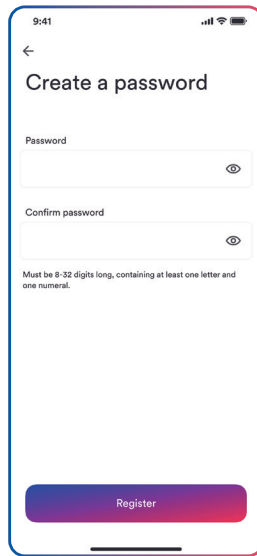 9:41
Create a password
Password
Confirm password
Must be 8-32 digits long, containing at least one letter and
one numeral.
Register